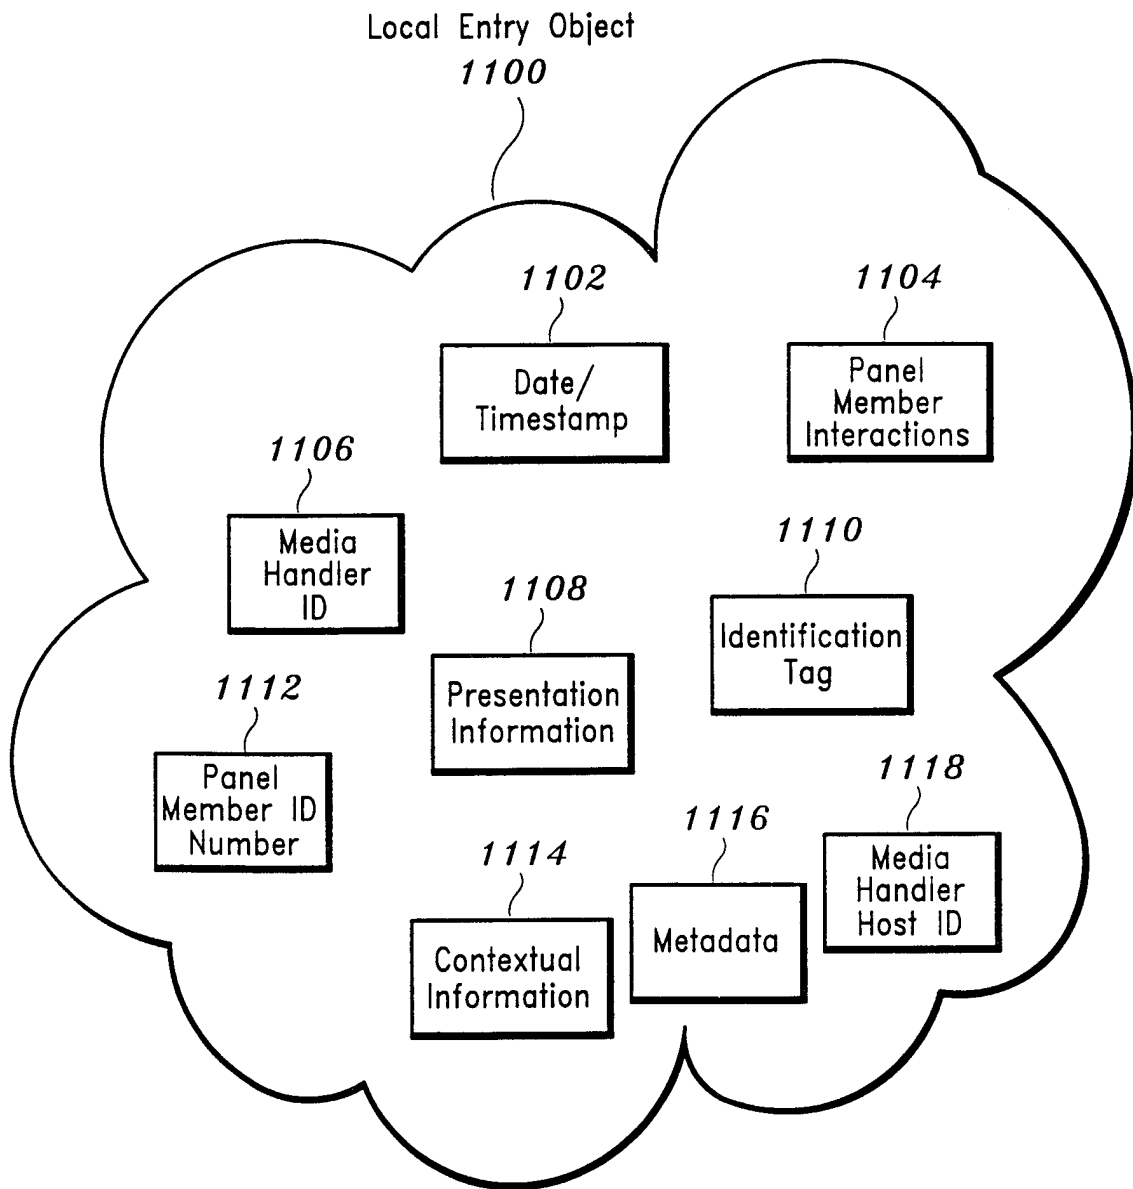 Local Entry Object
1100
1102
Date/
Timestamp
1104
Panel
Member
Interactions
1106
Media
Handler
ID
1108
Presentation
Information
1110
Identification
Tag
1112
Panel
Member ID
Number
1114
Contextual
Information
1116
Metadata
1118
Media
Handler
Host ID